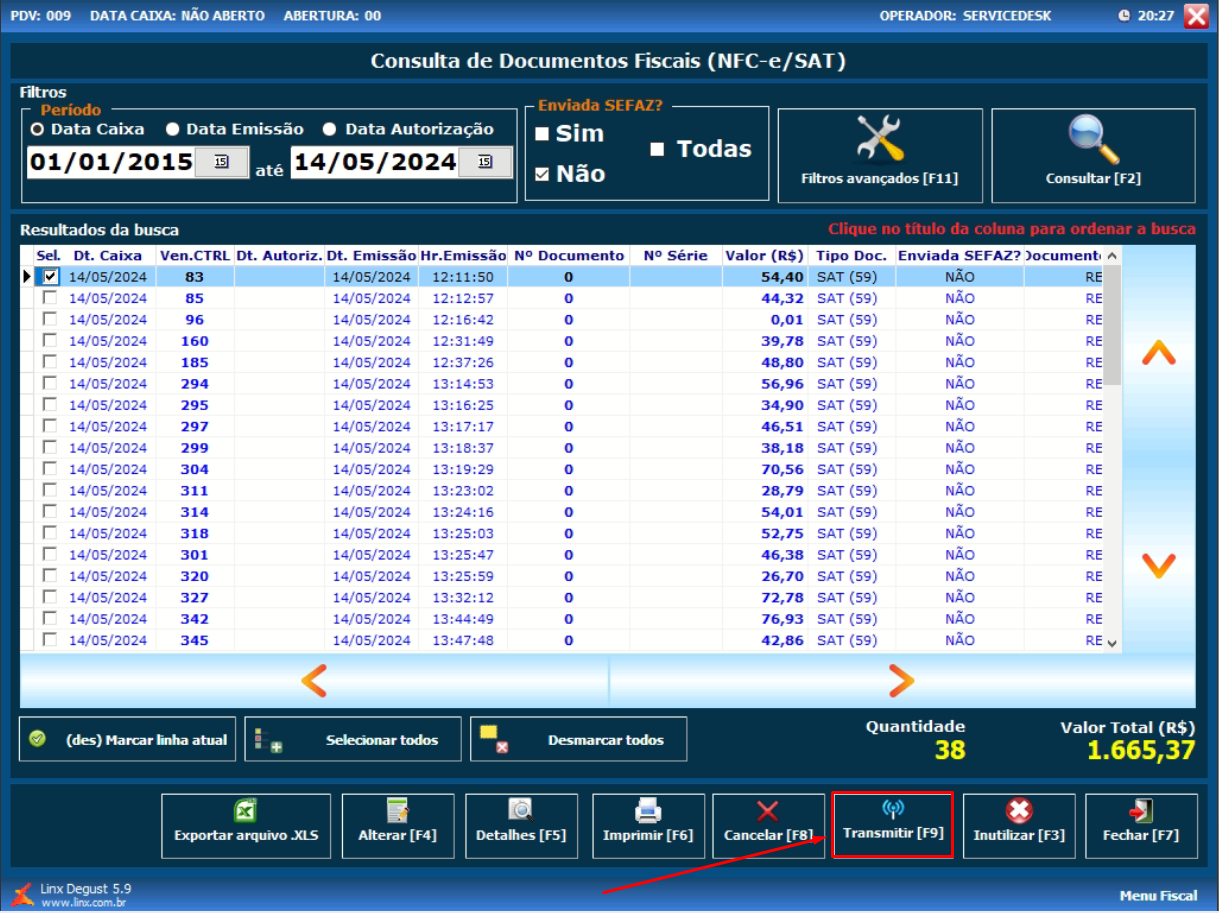 PDV: 009 DATA CAIXA: NÃO ABERTO ABERTURA: 00 OPERADOR: SERVICEDESK 20:27
Consulta de Documentos Fiscais (NFC-e/SAT)
Filtros
Período
Data Caixa Data Emissão Data Autorização
01/01/2015 15 até 14/05/2024 15
Enviada SEFAZ?
Sim
Todas
Não
Filtros avançados [F11]
Consultar [F2]
Resultados da busca Clique no título da coluna para ordenar a busca
Sel. Dt. Caixa Ven.CTRL Dt. Autoriz. Dt. Emissão Hr.Emissão Nº Documento Nº Série Valor (R$) Tipo Doc. Enviada SEFAZ? Document
14/05/2024 83 14/05/2024 12:11:50 0 54,40 SAT (59) NÃO RE
14/05/2024 85 14/05/2024 12:12:57 0 44,32 SAT (59) NÃO RE
14/05/2024 96 14/05/2024 12:16:42 0 0,01 SAT (59) NÃO RE
14/05/2024 160 14/05/2024 12:31:49 0 39,78 SAT (59) NÃO RE
14/05/2024 185 14/05/2024 12:37:26 0 48,80 SAT (59) NÃO RE
14/05/2024 294 14/05/2024 13:14:53 0 56,96 SAT (59) NÃO RE
14/05/2024 295 14/05/2024 13:16:25 0 34,90 SAT (59) NÃO RE
14/05/2024 297 14/05/2024 13:17:17 0 46,51 SAT (59) NÃO RE
14/05/2024 299 14/05/2024 13:18:37 0 38,18 SAT (59) NÃO RE
14/05/2024 304 14/05/2024 13:19:29 0 70,56 SAT (59) NÃO RE
14/05/2024 311 14/05/2024 13:23:02 0 28,79 SAT (59) NÃO RE
14/05/2024 314 14/05/2024 13:24:16 0 54,01 SAT (59) NÃO RE
14/05/2024 318 14/05/2024 13:25:03 0 52,75 SAT (59) NÃO RE
14/05/2024 301 14/05/2024 13:25:47 0 46,38 SAT (59) NÃO RE
14/05/2024 320 14/05/2024 13:25:59 0 26,70 SAT (59) NÃO RE
14/05/2024 327 14/05/2024 13:32:12 0 72,78 SAT (59) NÃO RE
14/05/2024 342 14/05/2024 13:44:49 0 76,93 SAT (59) NÃO RE
14/05/2024 345 14/05/2024 13:47:48 0 42,86 SAT (59) NÃO RE
(des) Marcar linha atual Selecionar todos Desmarcar todos
Quantidade Valor Total (R$)
38 1.665,37
Exportar arquivo .XLS Alterar [F4] Detalhes [F5] Imprimir [F6] Cancelar [F8] Transmitir [F9] Inutilizar [F3] Fechar [F7]
Linx Degust 5.9
www.linx.com.br
Menu Fiscal